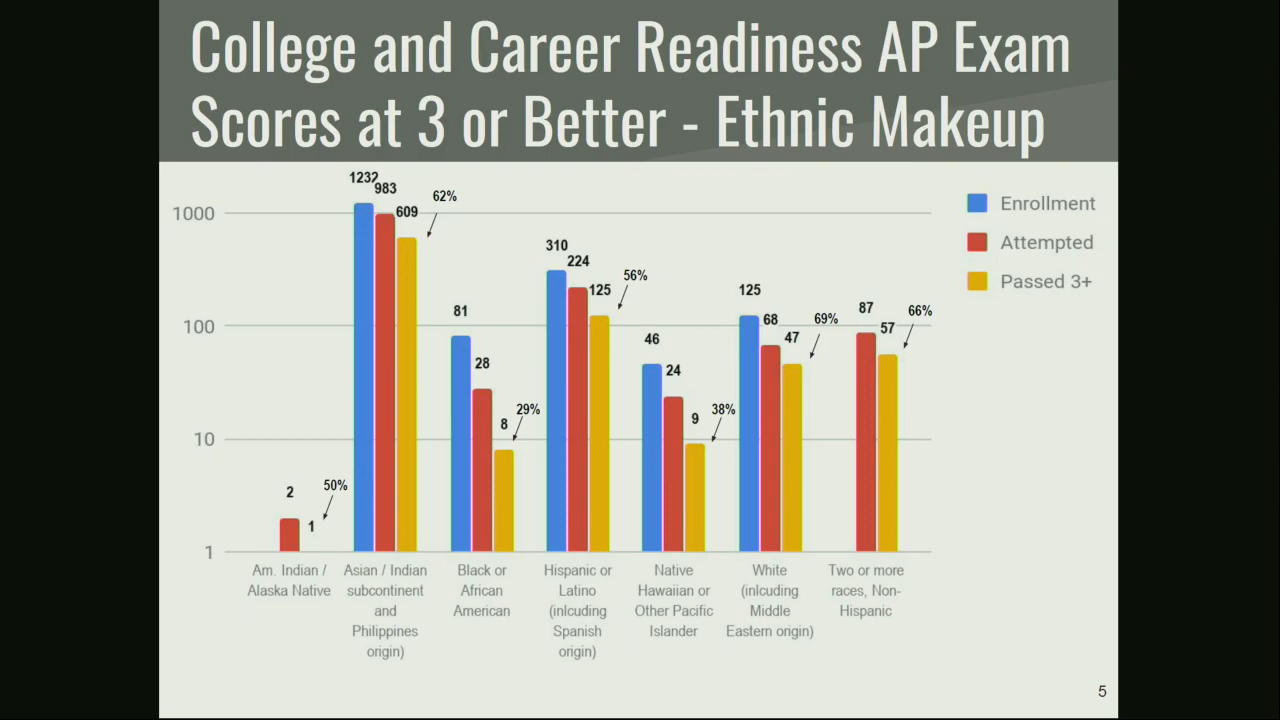 College and Career Readiness AP Exam
Scores at 3 or Better - Ethnic Makeup
Enrollment
Attempted
Passed 3+
1000
100
10
1
2
1
50%
1232
983
609
62%
81
28
8
29%
310
224
125
56%
46
24
9
38%
125
68
47
69%
87
57
66%
Am. Indian /
Alaska Native
Asian / Indian
subcontinent
and
Philippines
origin)
Black or
African
American
Hispanic or
Latino
(inlcuding
Spanish
origin)
Native
Hawaiian or
Other Pacific
Islander
White
(inlcuding
Middle
Eastern origin)
Two or more
races, Non-
Hispanic
5